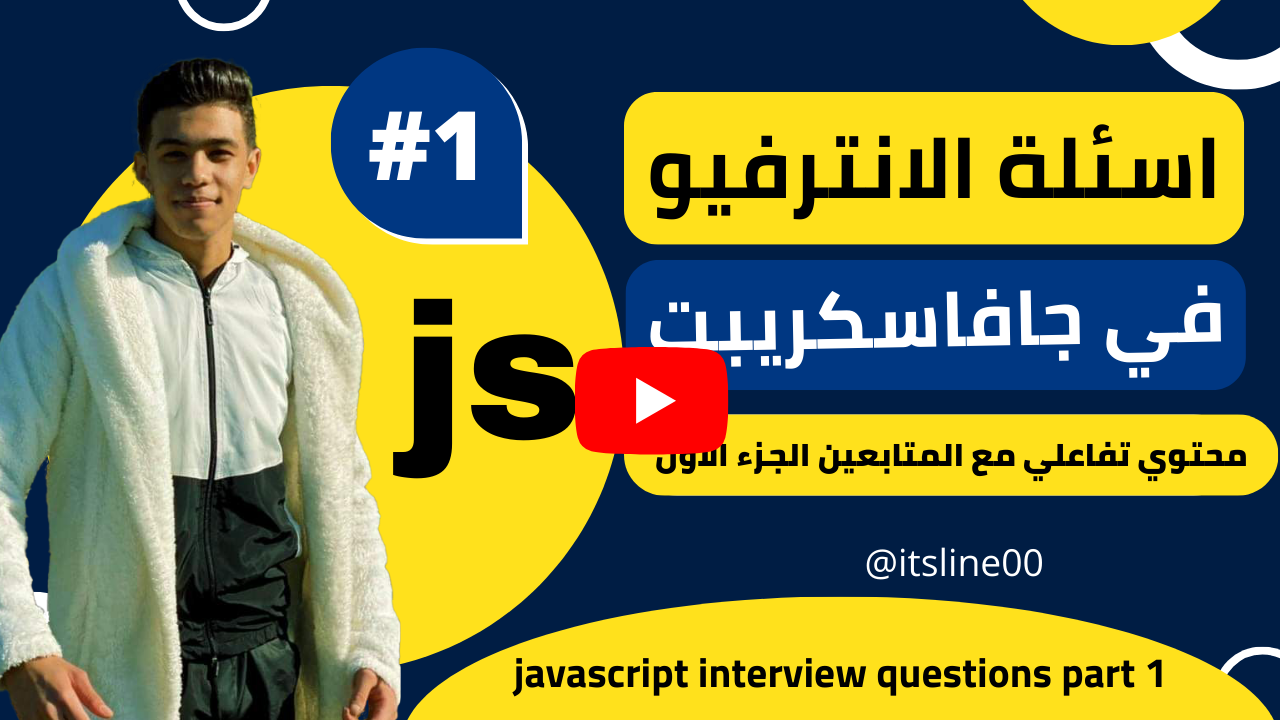 #1
اسئلة الانترفيو
في جافاسكريبت
js
محتوي تفاعلي مع المتابعين الجزء الاول
@itsline00
javascript interview questions part 1